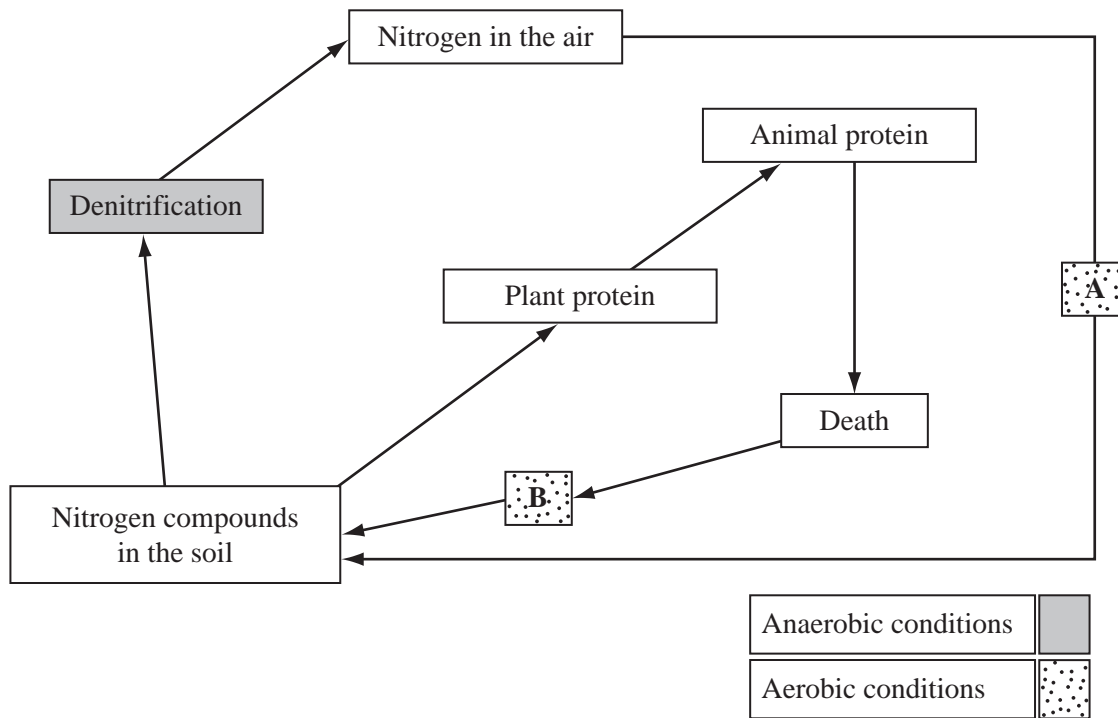 Nitrogen in the air
Animal protein
Denitrification
Plant protein
A
Death
B
Nitrogen compounds
in the soil
Anaerobic conditions
Aerobic conditions